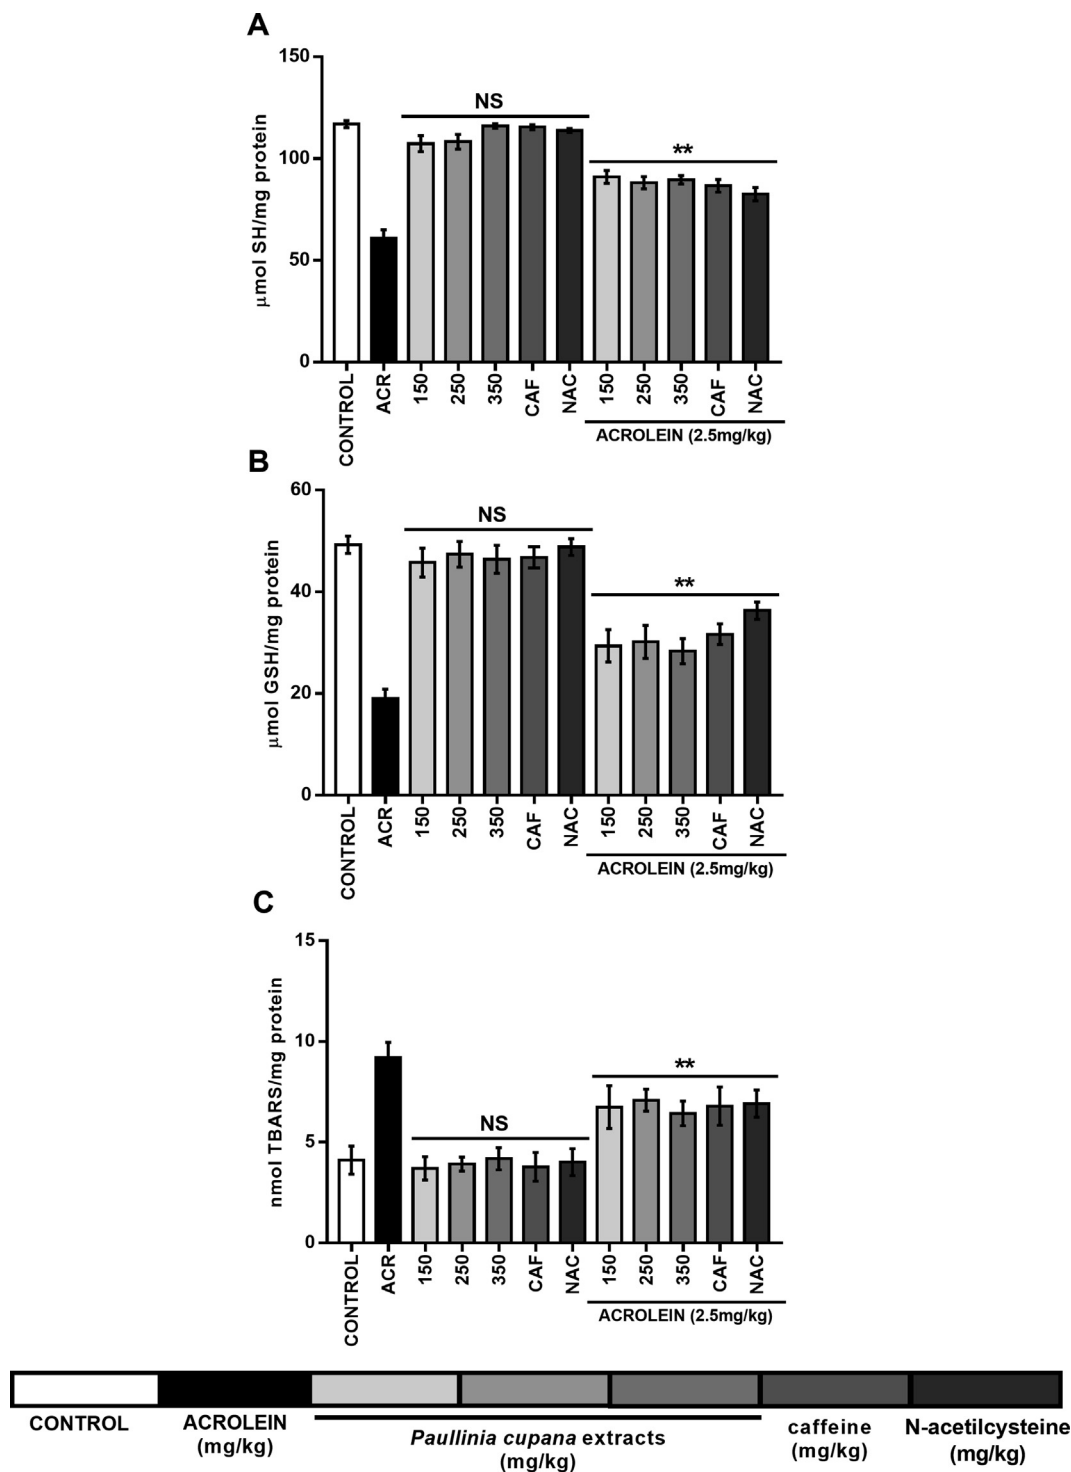 A
150
100
50
0
μmol SH/mg protein
NS
**
CONTROL
ACR
150
250
350
CAF
NAC
150
250
350
CAF
NAC
ACROLEIN (2.5mg/kg)
B
60
40
20
0
μmol GSH/mg protein
NS
**
CONTROL
ACR
150
250
350
CAF
NAC
150
250
350
CAF
NAC
ACROLEIN (2.5mg/kg)
C
15
10
5
0
nmol TBARS/mg protein
NS
**
CONTROL
ACR
150
250
350
CAF
NAC
150
250
350
CAF
NAC
ACROLEIN (2.5mg/kg)
CONTROL
ACROLEIN
(mg/kg)
Paullinia cupana extracts
(mg/kg)
caffeine
(mg/kg)
N-acetilcysteine
(mg/kg)